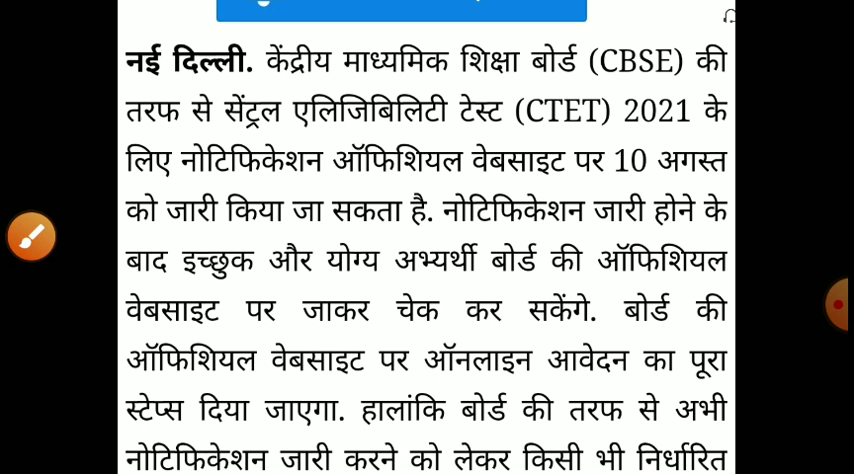 नई दिल्ली. केंद्रीय माध्यमिक शिक्षा बोर्ड (CBSE) की
तरफ से सेंट्रल एलिजिबिलिटी टेस्ट (CTET) 2021 के
लिए नोटिफिकेशन ऑफिशियल वेबसाइट पर 10 अगस्त
को जारी किया जा सकता है. नोटिफिकेशन जारी होने के
बाद इच्छुक और योग्य अभ्यर्थी बोर्ड की ऑफिशियल
वेबसाइट पर जाकर चेक कर सकेंगे. बोर्ड की
ऑफिशियल वेबसाइट पर ऑनलाइन आवेदन का पूरा
स्टेप्स दिया जाएगा. हालांकि बोर्ड की तरफ से अभी
नोटिफिकेशन जारी करने को लेकर किसी भी निर्धारित